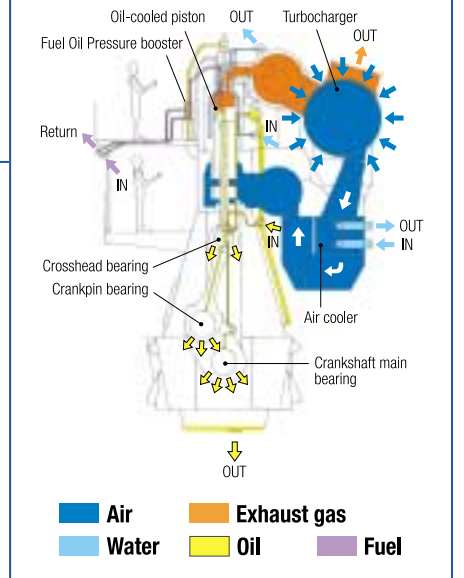 OUT
Oil-cooled piston
Turbocharger
Fuel Oil Pressure booster
OUT
Return
IN
IN
IN
OUT
IN
Crosshead bearing
Crankpin bearing
Air cooler
Crankshaft main
bearing
OUT
Air
Exhaust gas
Water
Oil
Fuel